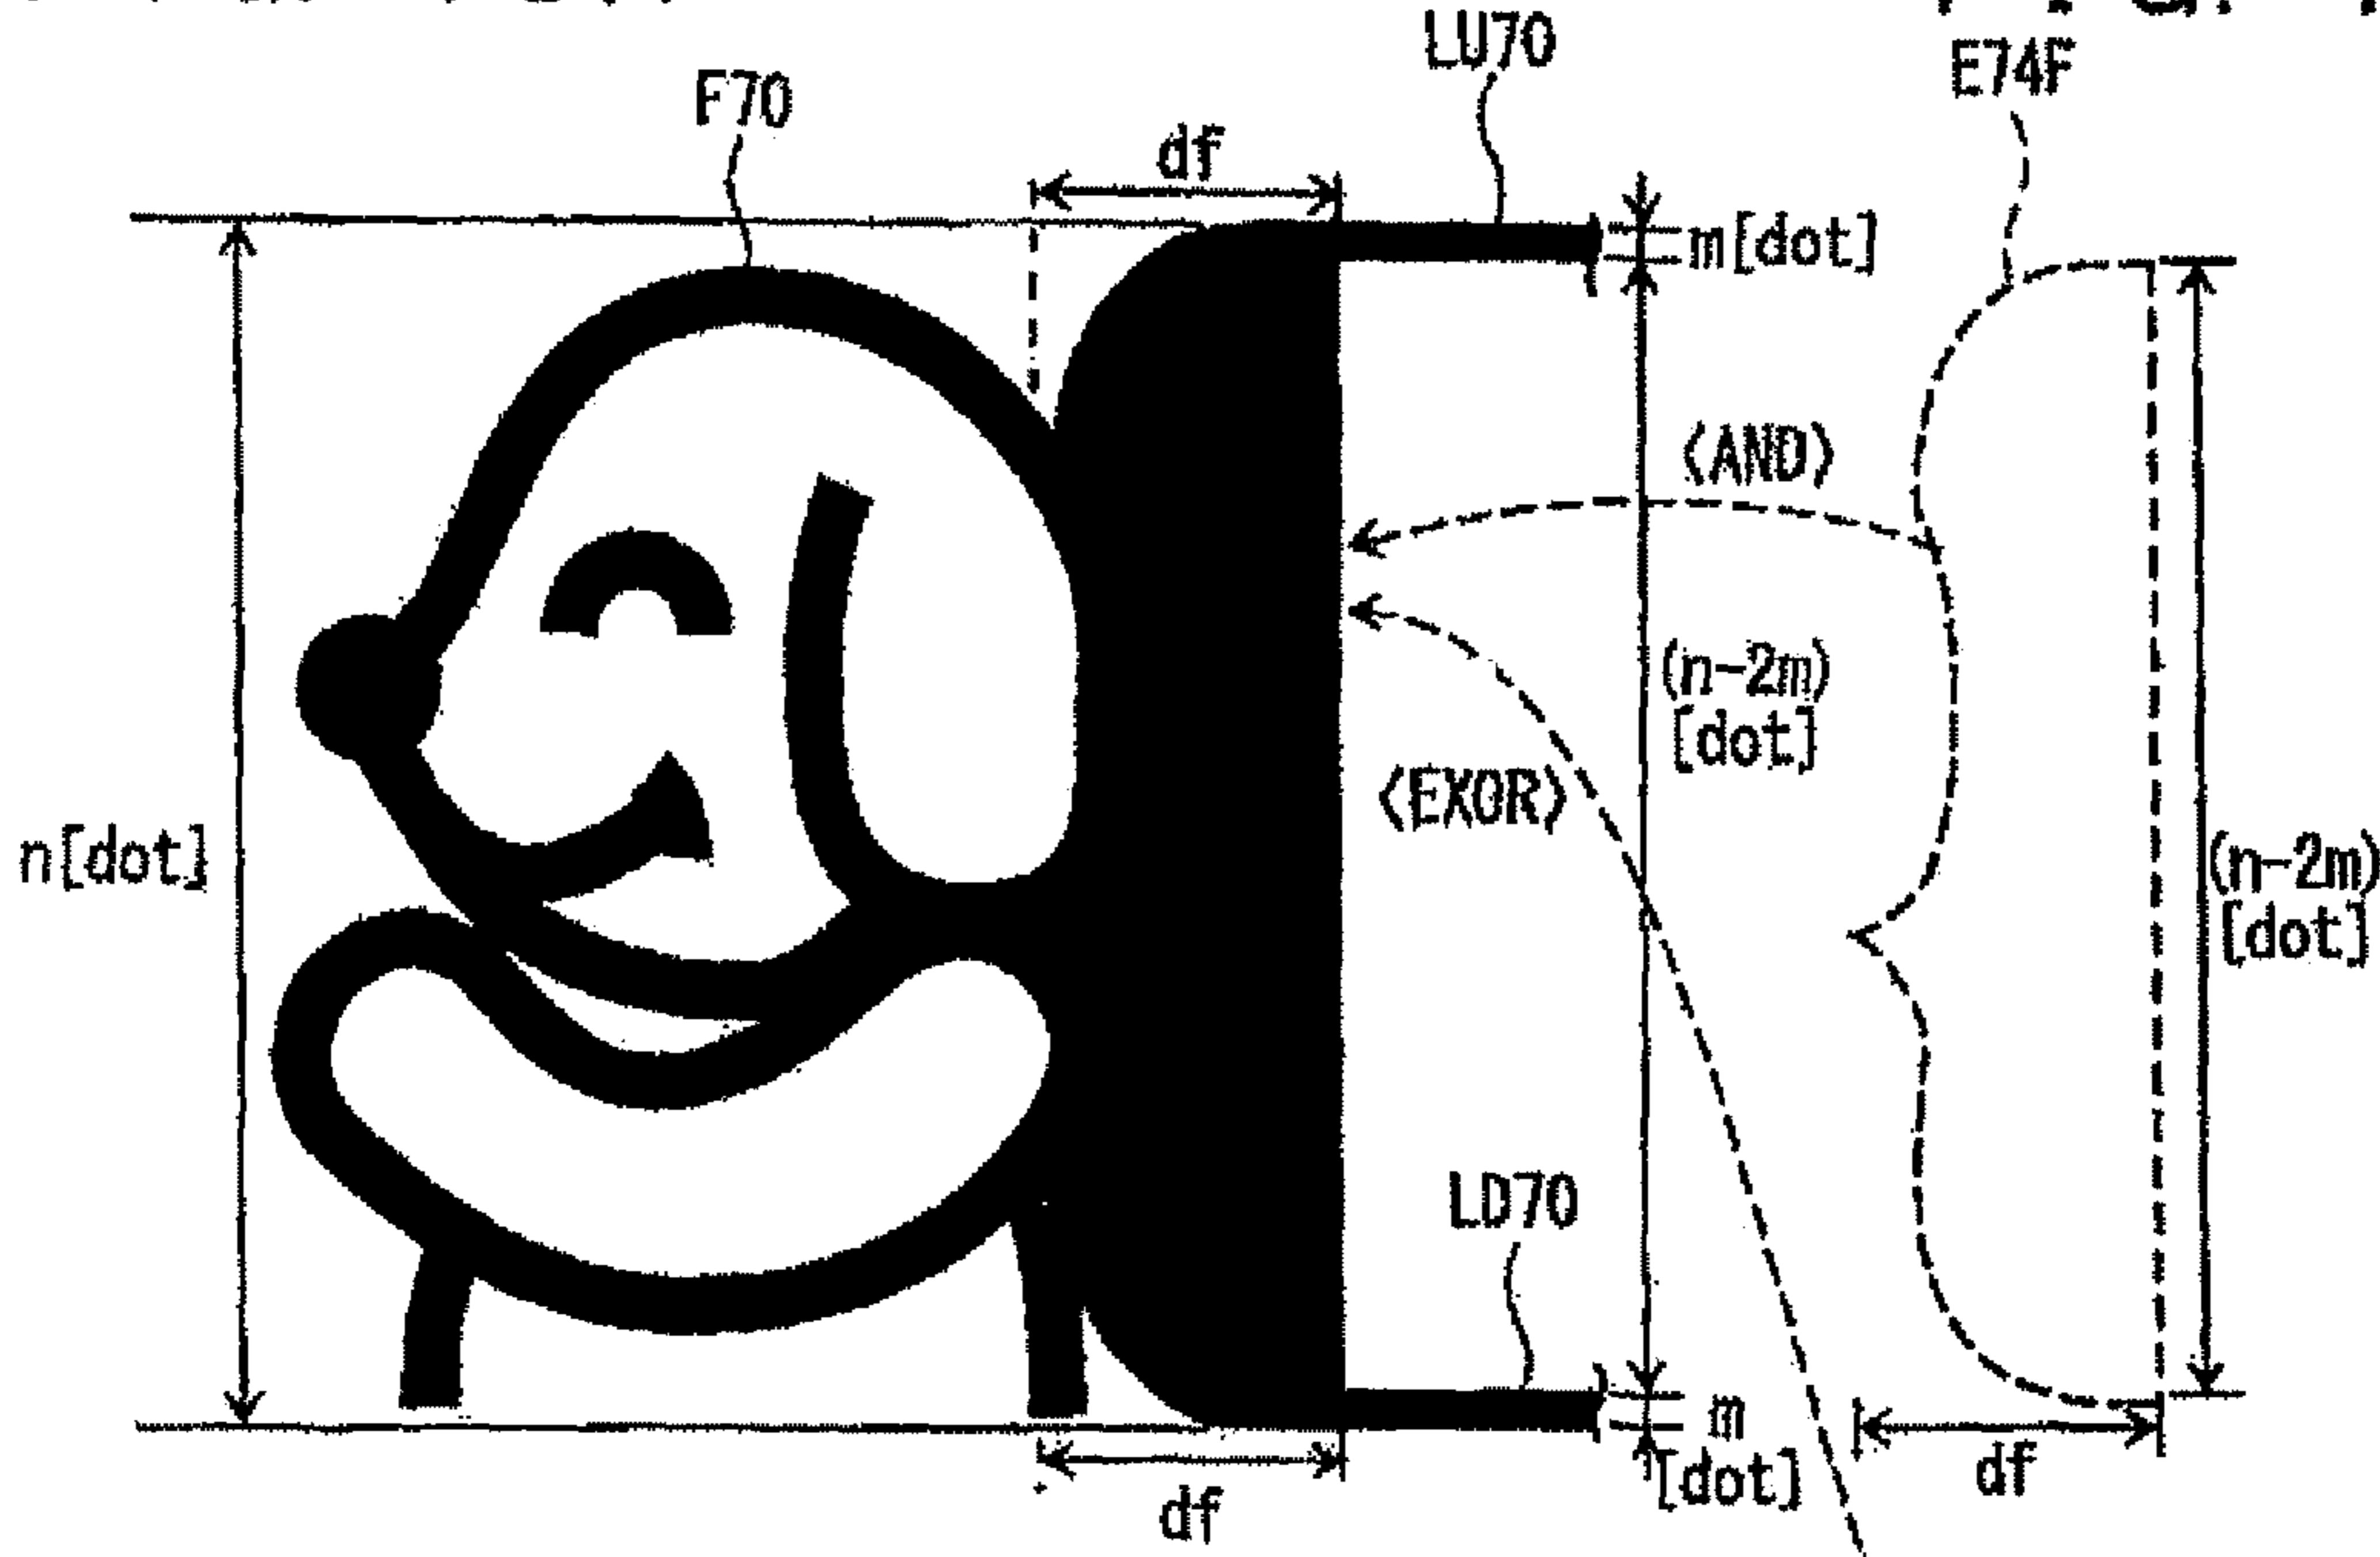 LU70
E74F
F70
df
m[dot]
⟨AND⟩
(n-2m)
[dot]
⟨EXOR⟩
n[dot]
(n-2m)
[dot]
LD70
m
[dot]
df
df